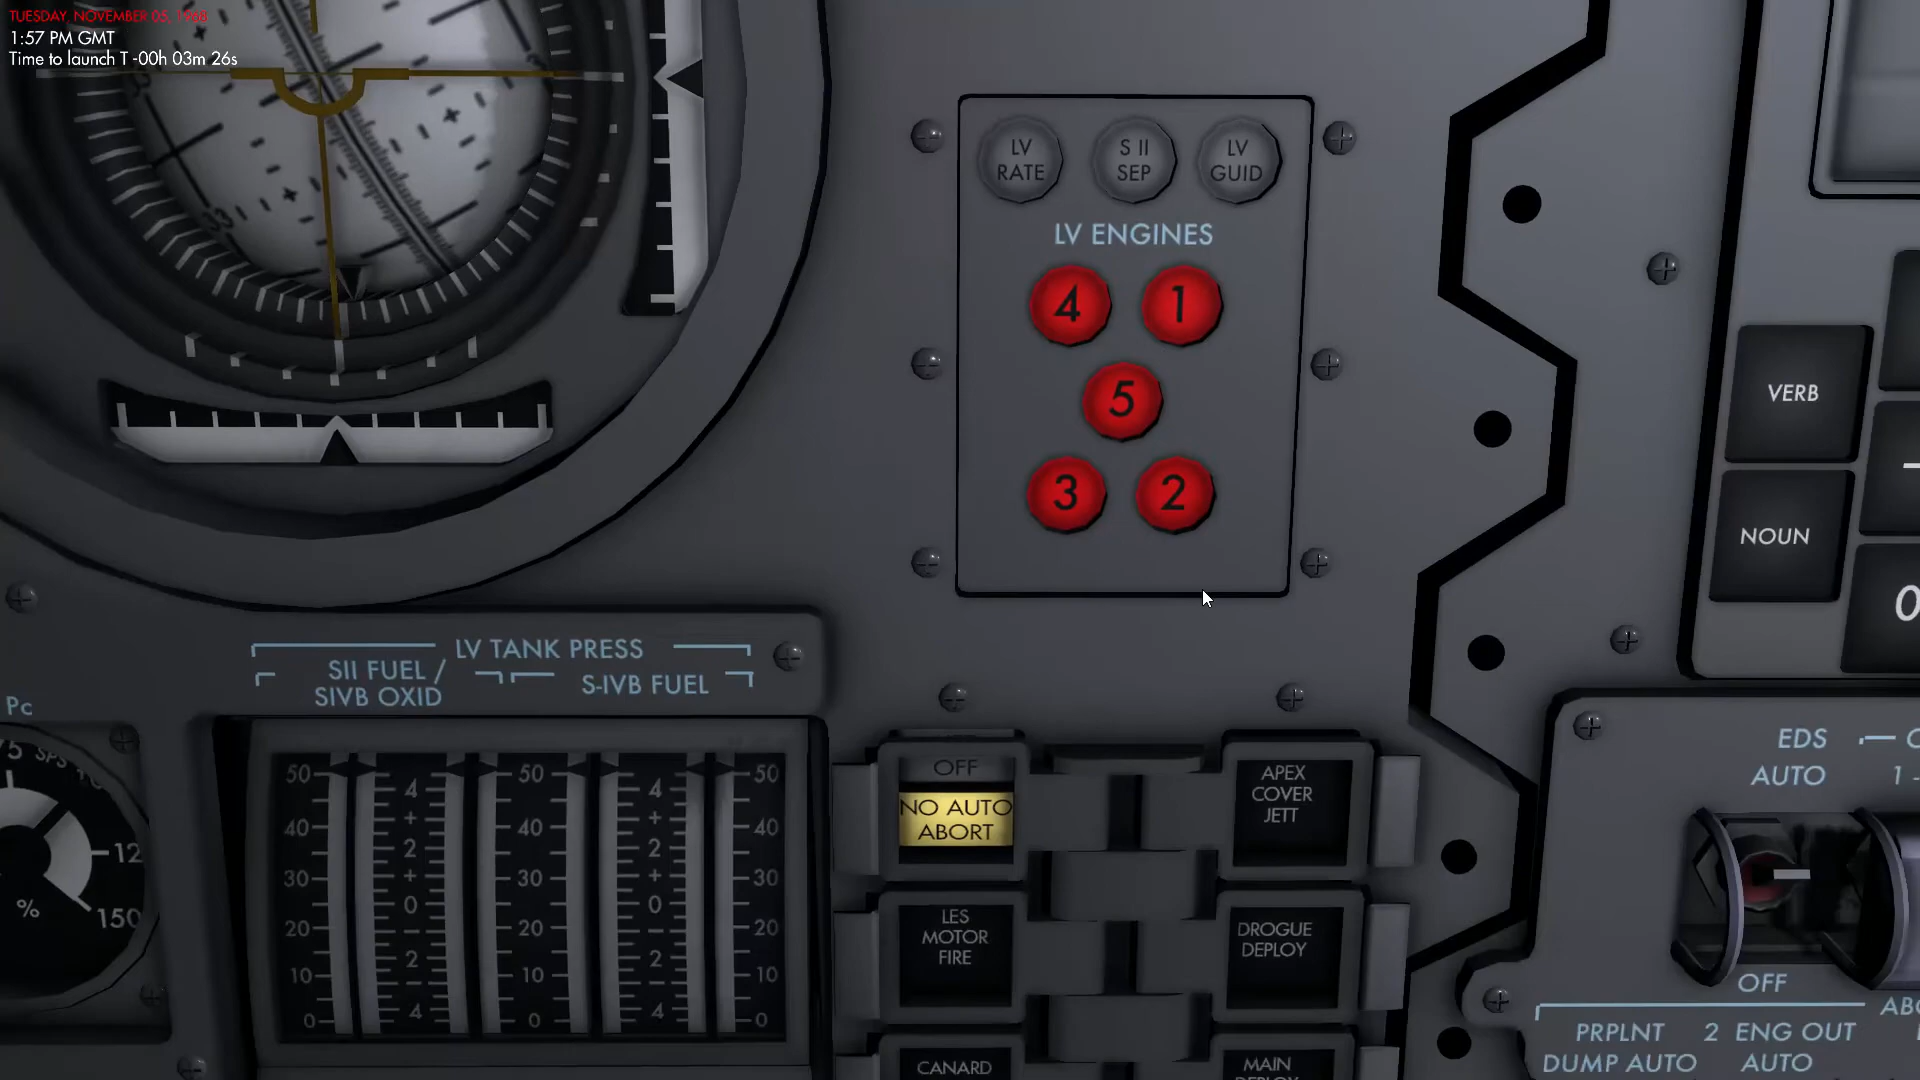 TUESDAY NOVEMBER 05, 1968
1:57 PM GMT
Time to launch T -00h 03m 26s
LV RATE
S II SEP
LV GUID
LV ENGINES
4 1
5
3 2
VERB
NOUN
0
LV TANK PRESS
SII FUEL /
SIVB OXID
S-IVB FUEL
Pc
%
150
50 4 50 4 50
40 + 40 + 40
2 2
30 + 30 + 30
0 0
20 20 20
2 2
10 10 10
4 4
0 0 0
OFF
NO AUTO
ABORT
APEX
COVER
JETT
LES
MOTOR
FIRE
DROGUE
DEPLOY
CANARD
MAIN
EDS
AUTO
OFF
PRPLNT
DUMP AUTO
2 ENG OUT
AUTO